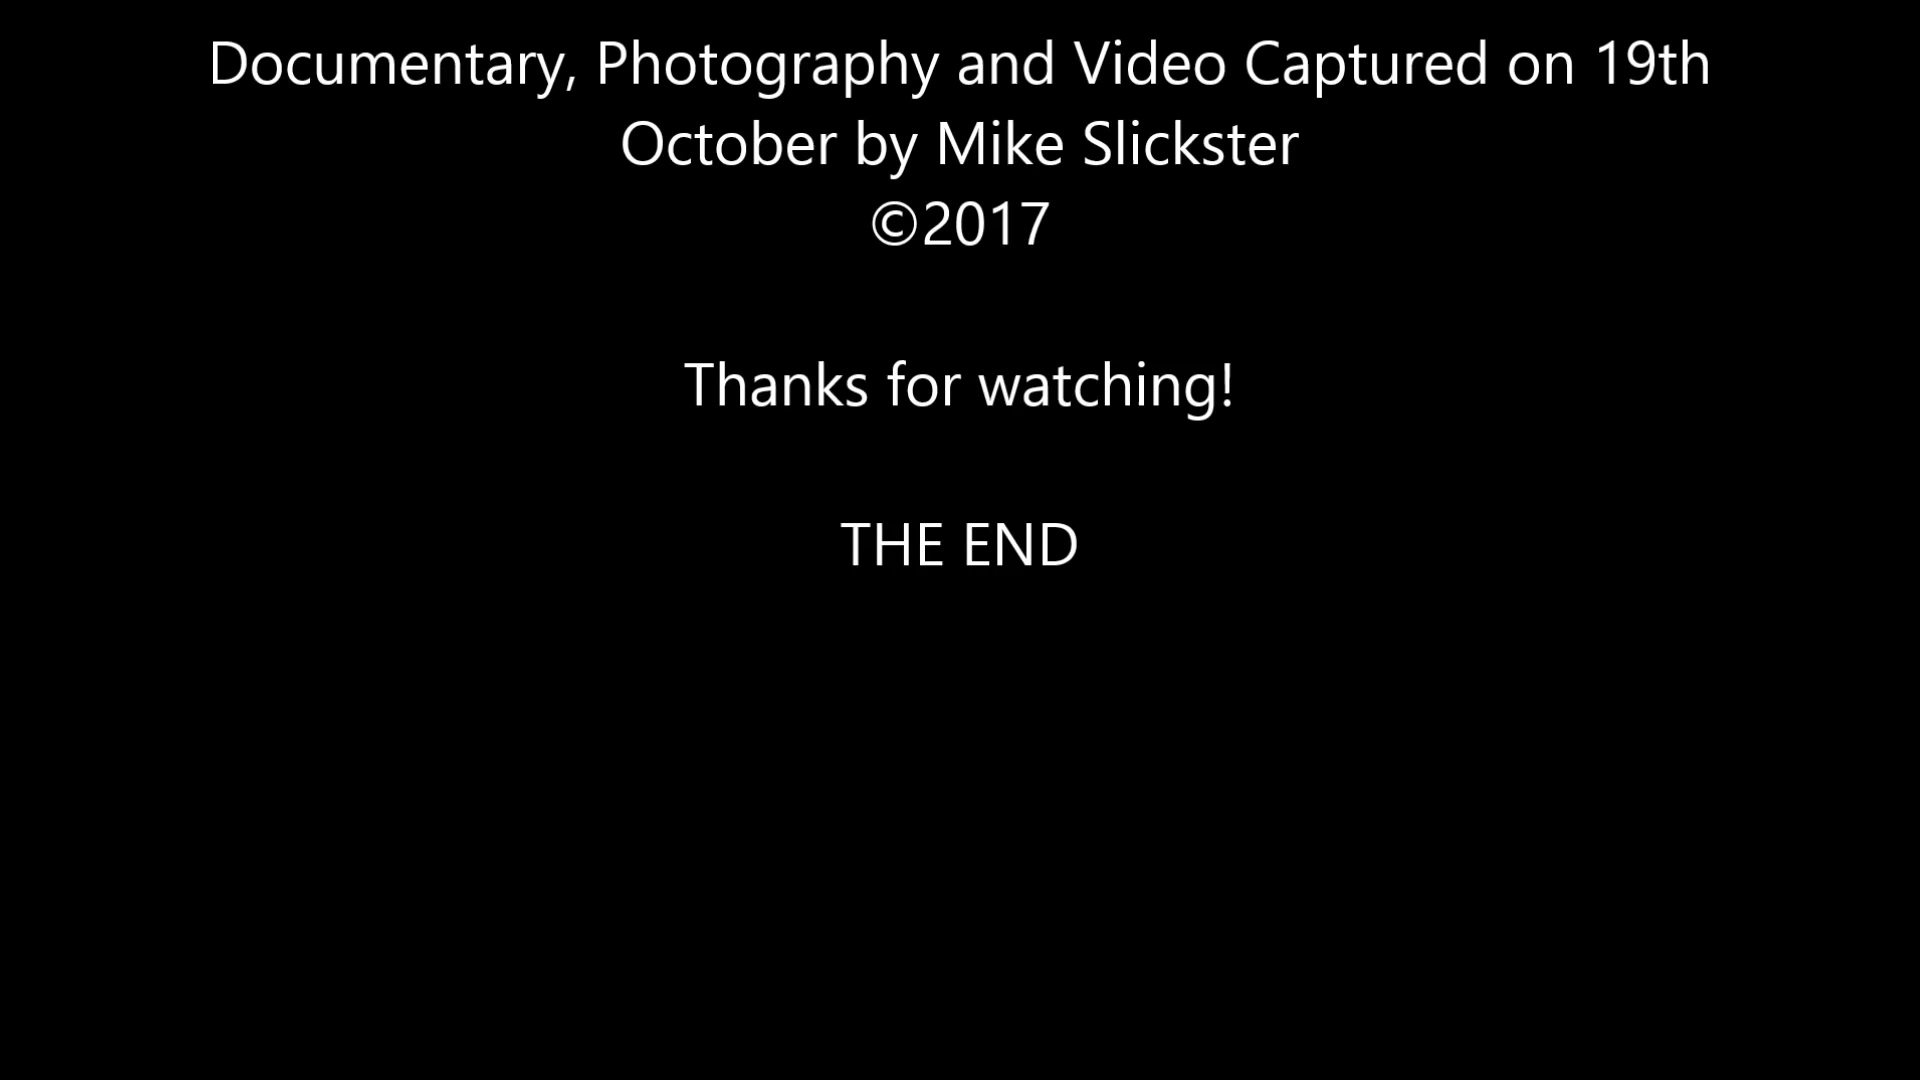 Documentary, Photography and Video Captured on 19th
October by Mike Slickster
©2017
Thanks for watching!
THE END